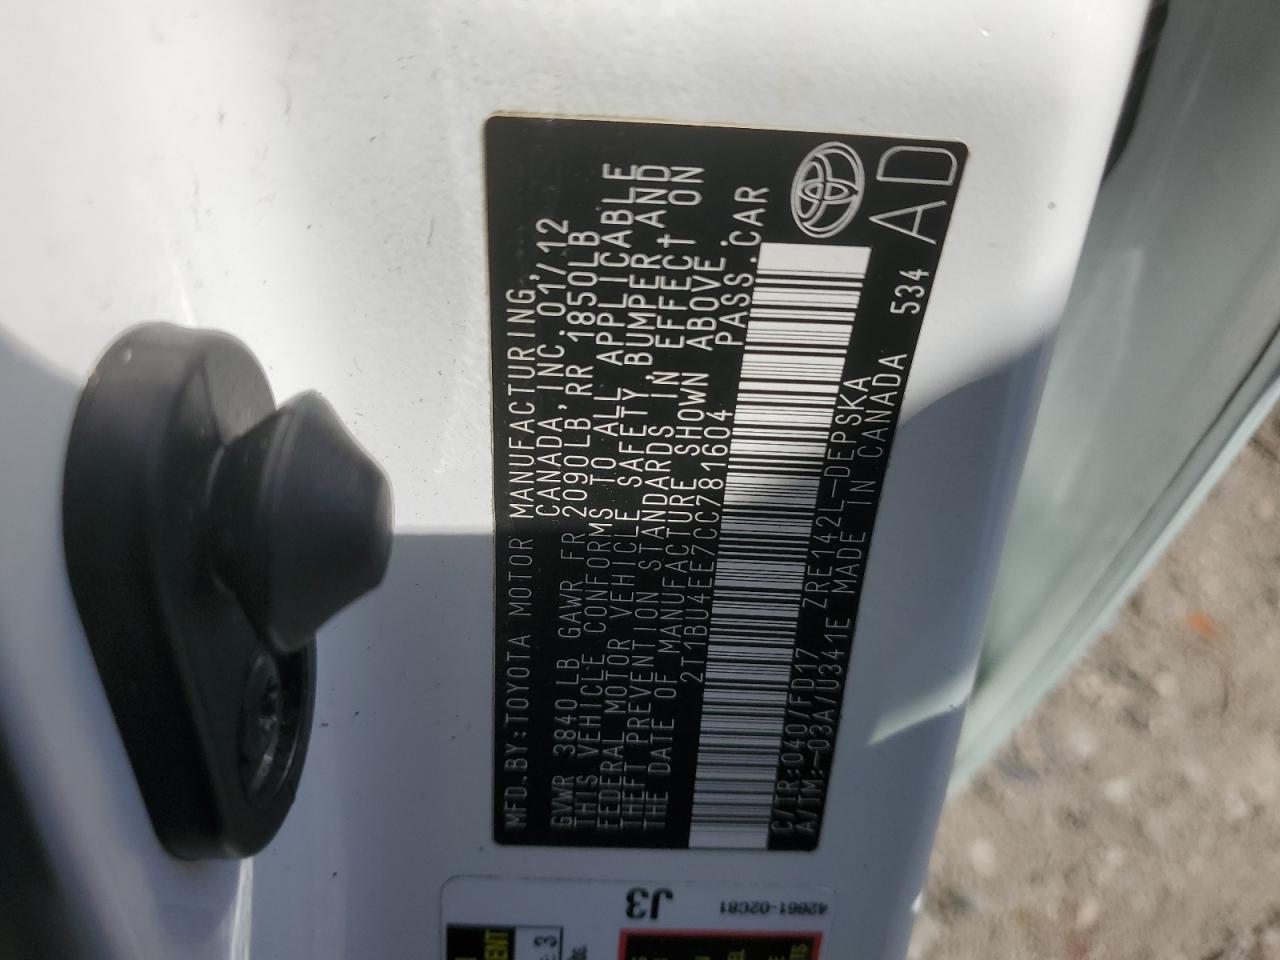 MFD.BY:TOYOTA MOTOR MANUFACTURING,
CANADA,INC. 01/12
GVWR 3840LB GAWR FR 2090LB,RR 1850LB
THIS VEHICLE CONFORMS TO ALL APPLICABLE
FEDERAL MOTOR VEHICLE SAFETY,BUMPER,AND
THEFT PREVENTION STANDARDS IN EFFECT ON
THE DATE OF MANUFACTURE SHOWN ABOVE.
2T1BU4EE7CC781604 PASS.CAR
C/TR:040/FD17 ZRE142L-DEPSKA
A/TM:-03A/U341E MADE IN CANADA 534
AD
J3
42661-02C81
3